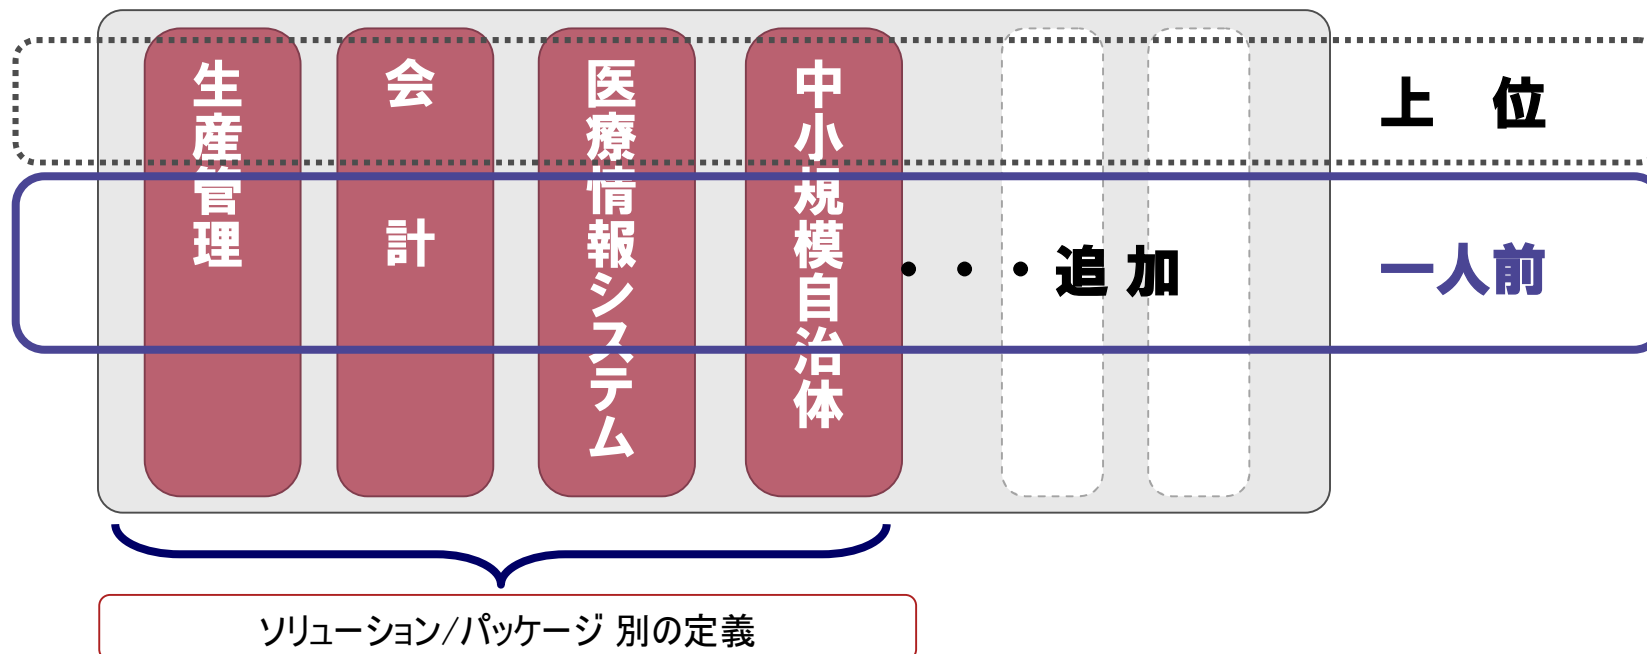 生産管理
会計
医療情報システム
中小規模自治体
・・・追加
上 位
一人前
ソリューション/パッケージ 別の定義